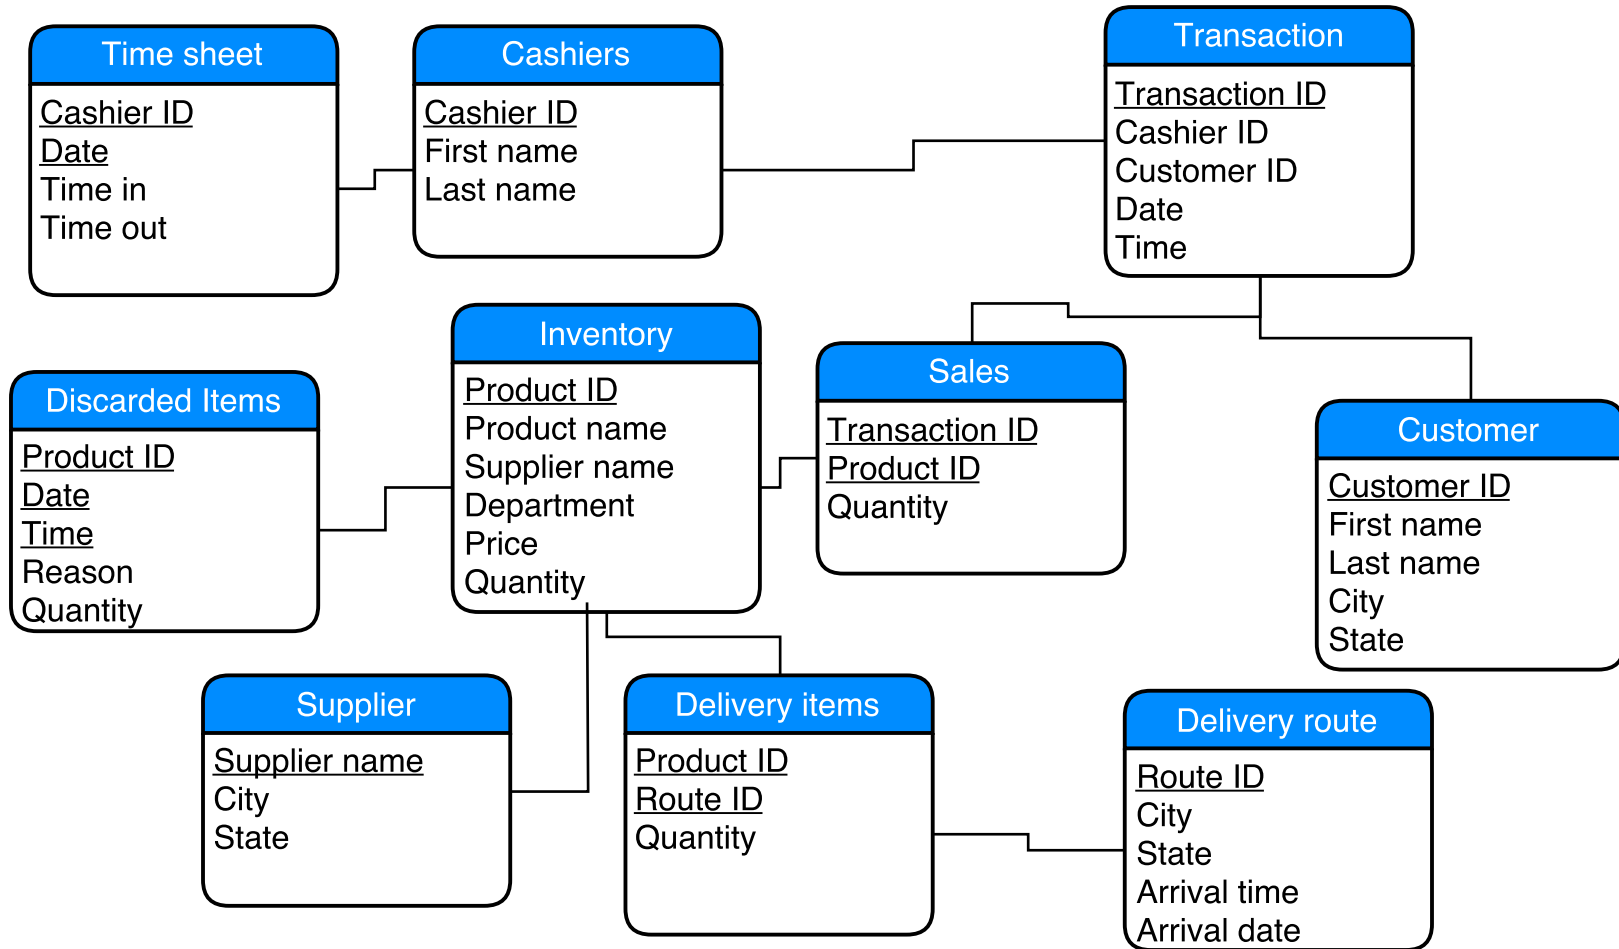 Time sheet
Cashier ID
Date
Time in
Time out
Cashiers
Cashier ID
First name
Last name
Transaction
Transaction ID
Cashier ID
Customer ID
Date
Time
Discarded Items
Product ID
Date
Time
Reason
Quantity
Inventory
Product ID
Product name
Supplier name
Department
Price
Quantity
Sales
Transaction ID
Product ID
Quantity
Customer
Customer ID
First name
Last name
City
State
Supplier
Supplier name
City
State
Delivery items
Product ID
Route ID
Quantity
Delivery route
Route ID
City
State
Arrival time
Arrival date